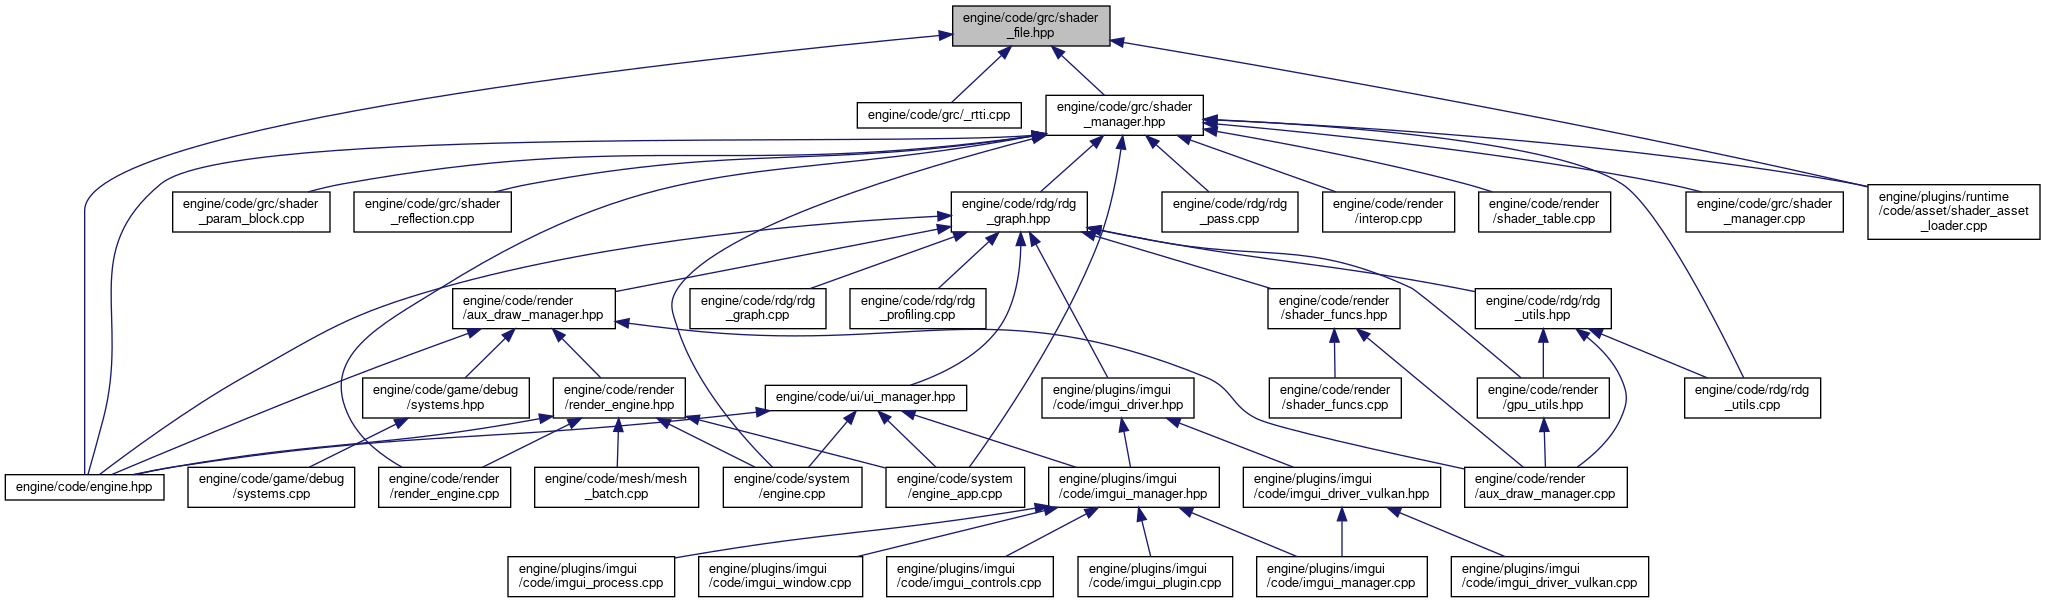 engine/code/grc/shader
_file.hpp
engine/code/grc/_rtti.cpp
engine/code/grc/shader
_manager.hpp
engine/code/grc/shader
_param_block.cpp
engine/code/grc/shader
_reflection.cpp
engine/code/rdg/rdg
_graph.hpp
engine/code/rdg/rdg
_pass.cpp
engine/code/render
/interop.cpp
engine/code/render
/shader_table.cpp
engine/code/grc/shader
_manager.cpp
engine/plugins/runtime
/code/asset/shader_asset
_loader.cpp
engine/code/render
/aux_draw_manager.hpp
engine/code/rdg/rdg
_graph.cpp
engine/code/rdg/rdg
_profiling.cpp
engine/code/render
/shader_funcs.hpp
engine/code/rdg/rdg
_utils.hpp
engine/code/game/debug
/systems.hpp
engine/code/render
/render_engine.hpp
engine/code/ui/ui_manager.hpp
engine/plugins/imgui
/code/imgui_driver.hpp
engine/code/render
/shader_funcs.cpp
engine/code/render
/gpu_utils.hpp
engine/code/rdg/rdg
_utils.cpp
engine/code/engine.hpp
engine/code/game/debug
/systems.cpp
engine/code/render
/render_engine.cpp
engine/code/mesh/mesh
_batch.cpp
engine/code/system
/engine.cpp
engine/code/system
/engine_app.cpp
engine/plugins/imgui
/code/imgui_manager.hpp
engine/plugins/imgui
/code/imgui_driver_vulkan.hpp
engine/code/render
/aux_draw_manager.cpp
engine/plugins/imgui
/code/imgui_process.cpp
engine/plugins/imgui
/code/imgui_window.cpp
engine/plugins/imgui
/code/imgui_controls.cpp
engine/plugins/imgui
/code/imgui_plugin.cpp
engine/plugins/imgui
/code/imgui_manager.cpp
engine/plugins/imgui
/code/imgui_driver_vulkan.cpp